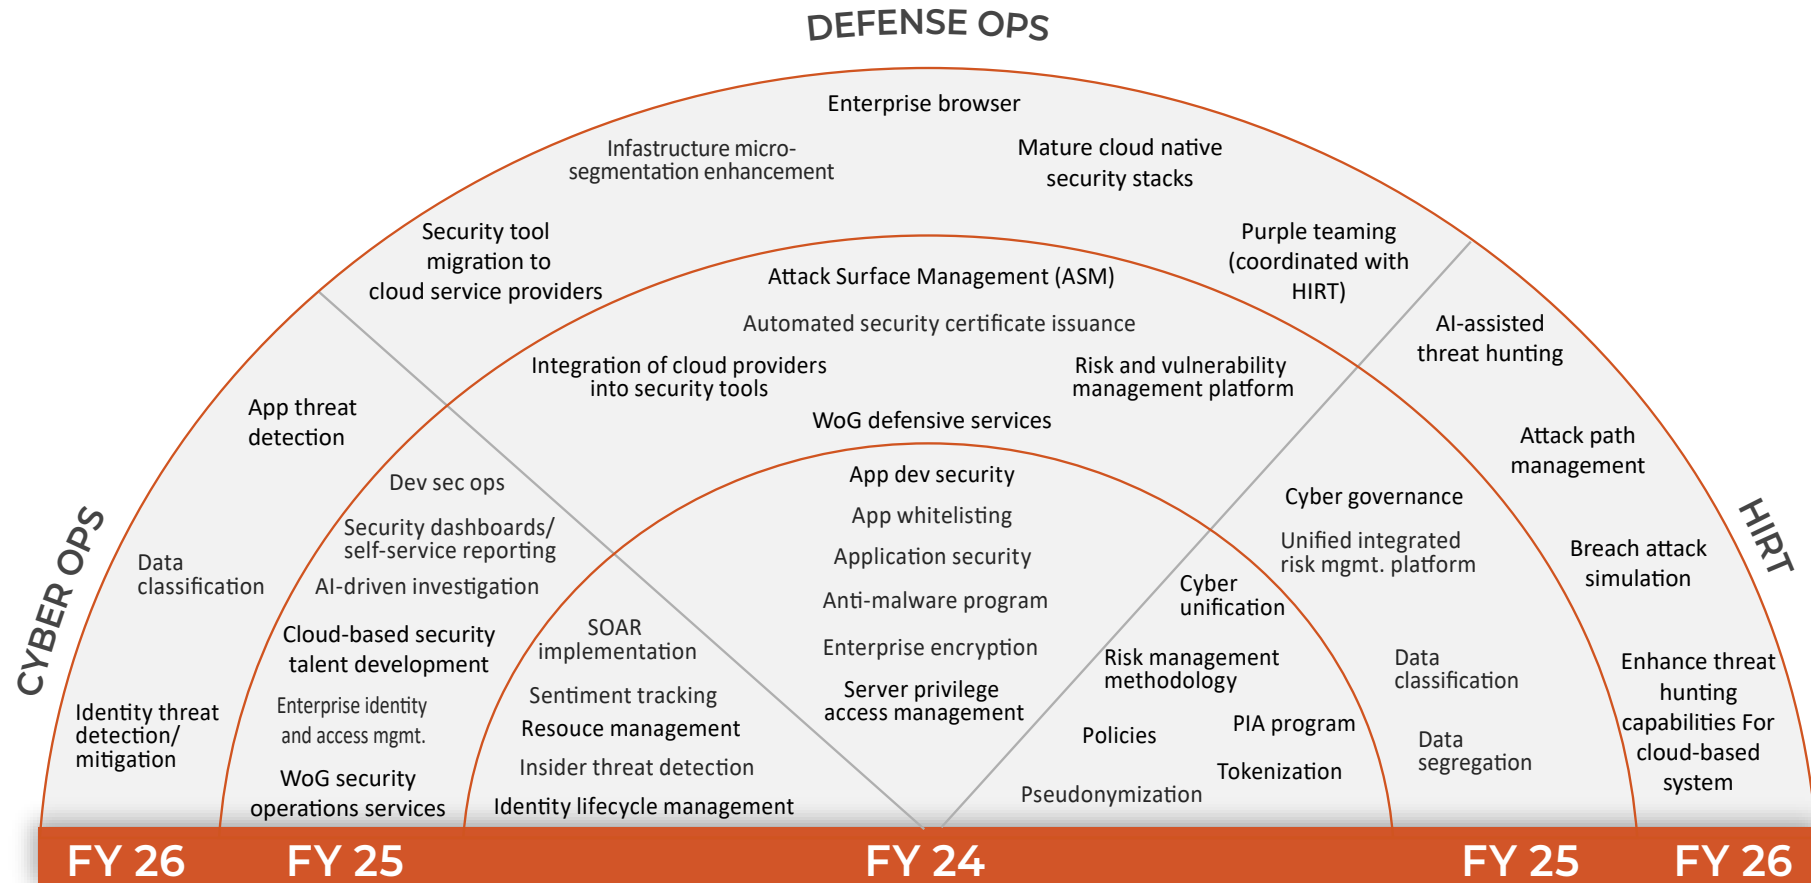 DEFENSE OPS
Enterprise browser
Infastructure micro-
segmentation enhancement
Mature cloud native
security stacks
Security tool
migration to
cloud service providers
Purple teaming
(coordinated with
HIRT)
Attack Surface Management (ASM)
Automated security certificate issuance
Integration of cloud providers
into security tools
Risk and vulnerability
management platform
WoG defensive services
App dev security
App whitelisting
Application security
Anti-malware program
Enterprise encryption
Server privilege
access management
CYBER OPS
App threat
detection
Data
classification
Identity threat
detection/
mitigation
Dev sec ops
Security dashboards/
self-service reporting
AI-driven investigation
Cloud-based security
talent development
Enterprise identity
and access mgmt.
WoG security
operations services
SOAR
implementation
Sentiment tracking
Resouce management
Insider threat detection
Identity lifecycle management
HIRT
AI-assisted
threat hunting
Attack path
management
Breach attack
simulation
Enhance threat
hunting
capabilities For
cloud-based
system
Cyber governance
Unified integrated
risk mgmt. platform
Data
classification
Data
segregation
Cyber
unification
Risk management
methodology
Policies
PIA program
Tokenization
Pseudonymization
FY 26
FY 25
FY 24
FY 25
FY 26